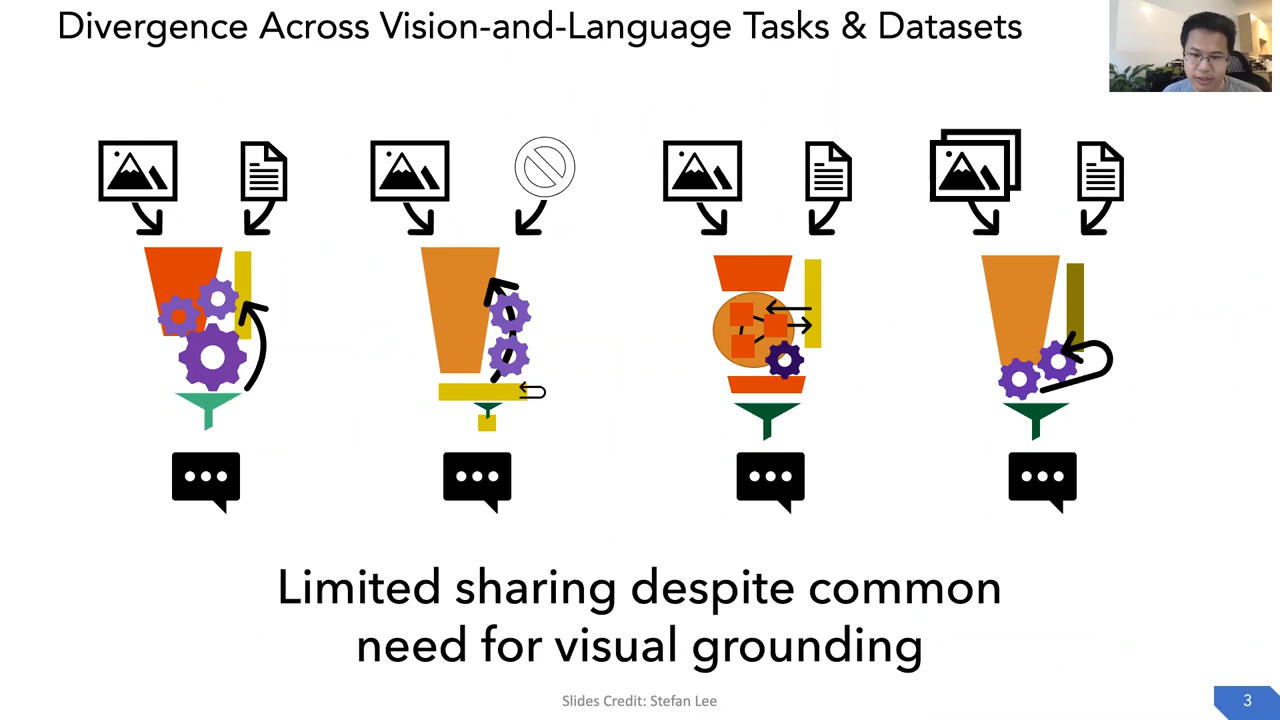 Divergence Across Vision-and-Language Tasks & Datasets
Limited sharing despite common
need for visual grounding
Slides Credit: Stefan Lee
3